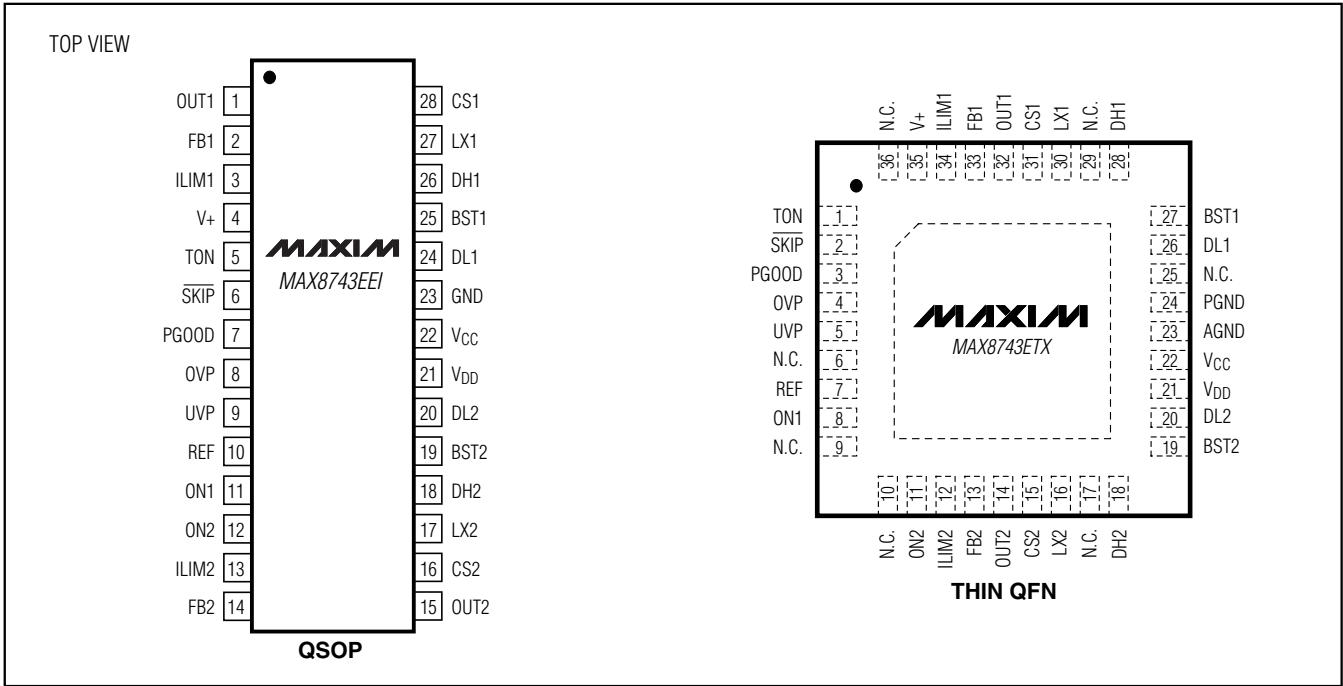 TOP VIEW
OUT1 1
FB1 2
ILIM1 3
V+ 4
TON 5
SKIP 6
PGOOD 7
OVP 8
UVP 9
REF 10
ON1 11
ON2 12
ILIM2 13
FB2 14
MAXIM
MAX8743EEI
28 CS1
27 LX1
26 DH1
25 BST1
24 DL1
23 GND
22 VCC
21 VDD
20 DL2
19 BST2
18 DH2
17 LX2
16 CS2
15 OUT2
QSOP
N.C. V+ ILIM1 FB1 OUT1 CS1 LX1 N.C. DH1
36 35 34 33 32 31 30 29 28
TON 1
SKIP 2
PGOOD 3
OVP 4
UVP 5
N.C. 6
REF 7
ON1 8
N.C. 9
MAXIM
MAX8743ETX
27 BST1
26 DL1
25 N.C.
24 PGND
23 AGND
22 VCC
21 VDD
20 DL2
19 BST2
10 11 12 13 14 15 16 17 18
N.C. ON2 ILIM2 FB2 OUT2 CS2 LX2 N.C. DH2
THIN QFN